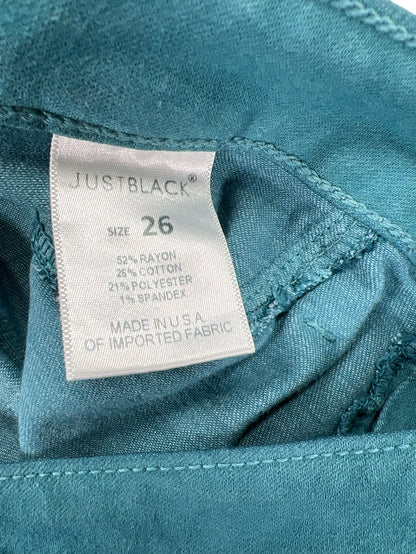 JUSTBLACK®
SIZE 26
52% RAYON
26% COTTON
21% POLYESTER
1% SPANDEX
MADE IN U.S.A.
OF IMPORTED FABRIC